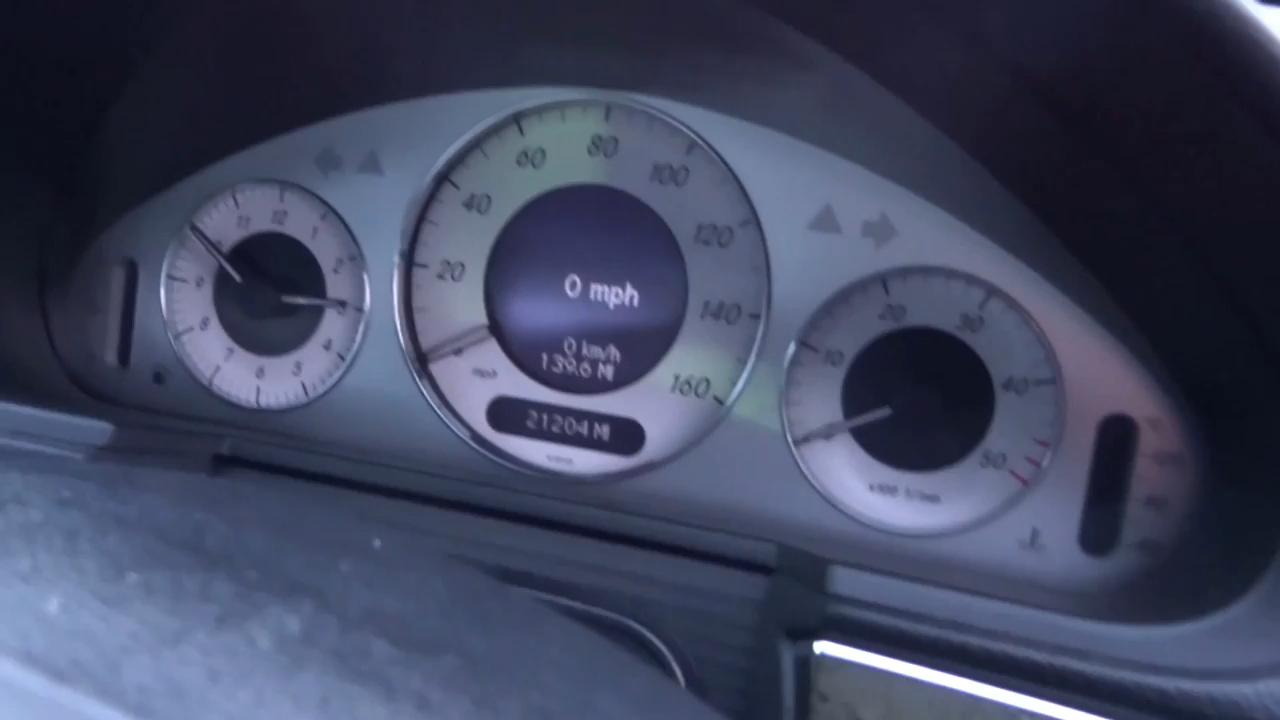 11 12 1
2
9
3
8
4
7 6 5
60 80 100
40 120
20 140
160
0 mph
0 km/h
139.6 MI
mph
21204 MI
20 30
10 40
50
x100 1/min